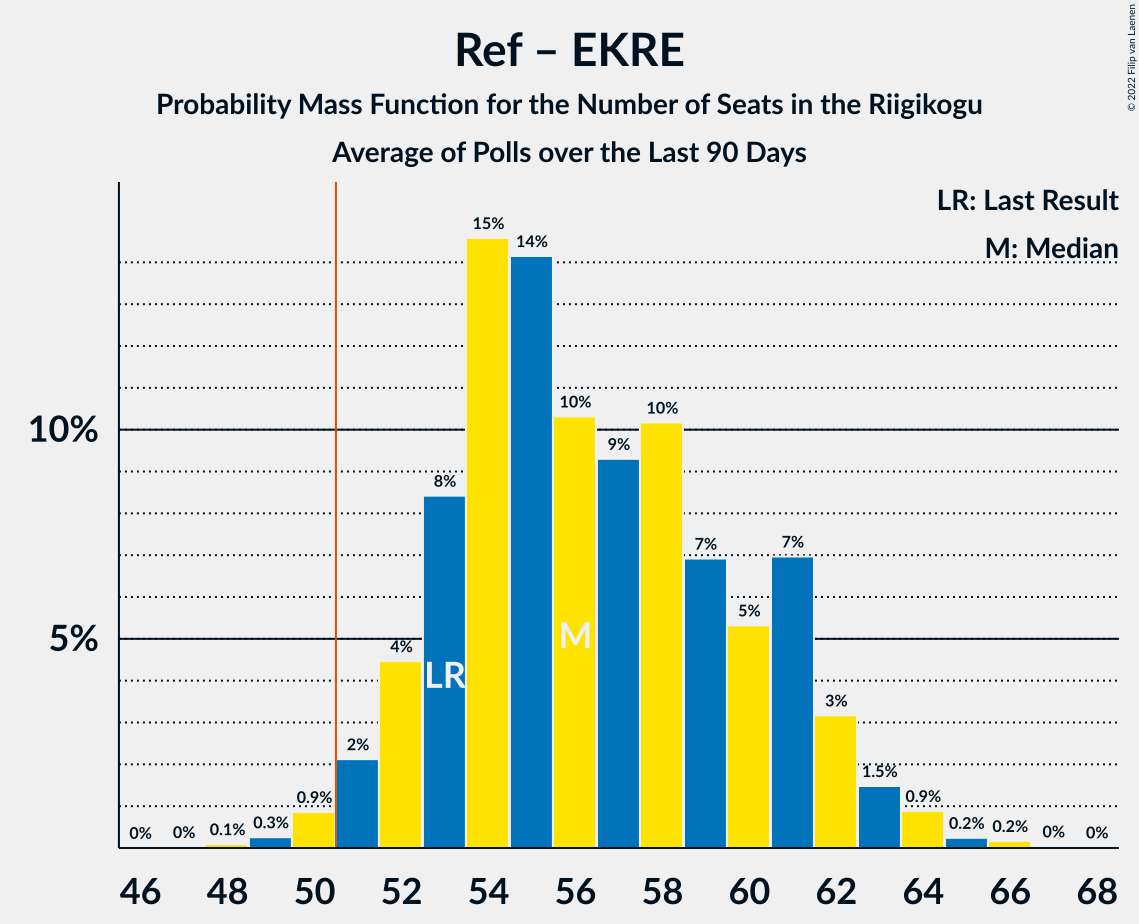 © 2022 Filip van Laenen
Ref – EKRE
Probability Mass Function for the Number of Seats in the Riigikogu
Average of Polls over the Last 90 Days
LR: Last Result
M: Median
10%
5%
0% 0% 0.1% 0.3% 0.9% 2% 4% 8% 15% 14% 10% 9% 10% 7% 5% 7% 3% 1.5% 0.9% 0.2% 0.2% 0% 0%
LR M
46 48 50 52 54 56 58 60 62 64 66 68